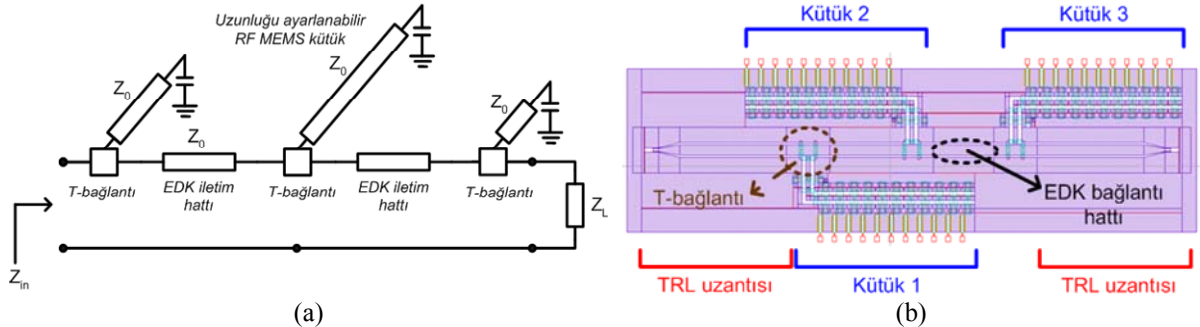 Uzunluğu ayarlanabilir
RF MEMS kütük
Z0
Z0
Z0
Z0
Z0
T-bağlantı
EDK iletim
hattı
T-bağlantı
EDK iletim
hattı
T-bağlantı
ZL
Zin
(a)
Kütük 2
Kütük 3
T-bağlantı
EDK bağlantı
hattı
TRL uzantısı
Kütük 1
TRL uzantısı
(b)